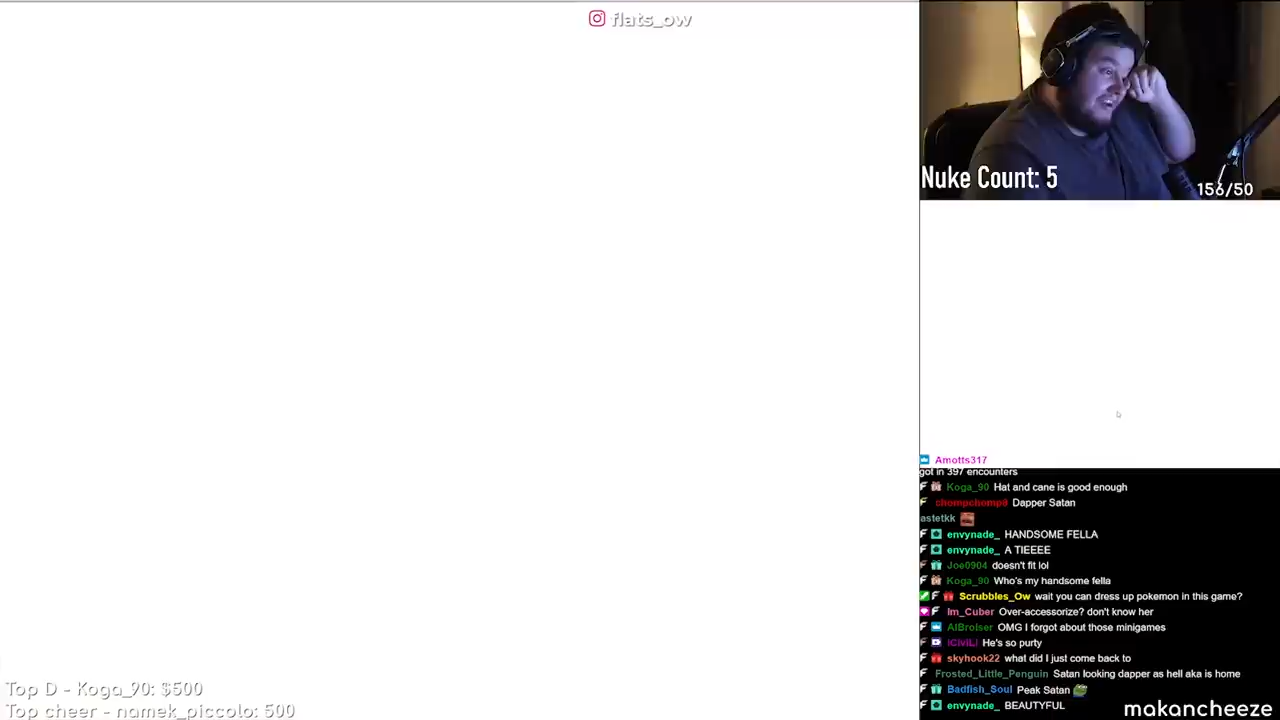 flats_ow
Nuke Count: 5
156/50
Amotts317
got in 397 encounters
Koga_90 Hat and cane is good enough
chompchomp8 Dapper Satan
astetkk
envynade_ HANDSOME FELLA
envynade_ A TIEEEE
Joe0904 doesn't fit lol
Koga_90 Who's my handsome fella
Scrubbles_Ow wait you can dress up pokemon in this game?
Im_Cuber Over-accessorize? don't know her
AlBrolser OMG I forgot about those minigames
He's so purty
skyhook22 what did I just come back to
Frosted_Little_Penguin Satan looking dapper as hell aka is home
Badfish_Soul Peak Satan
envynade_ BEAUTYFUL
Top D - Koga_90: $500
Top cheer - namek_piccolo: 500
makancheeze